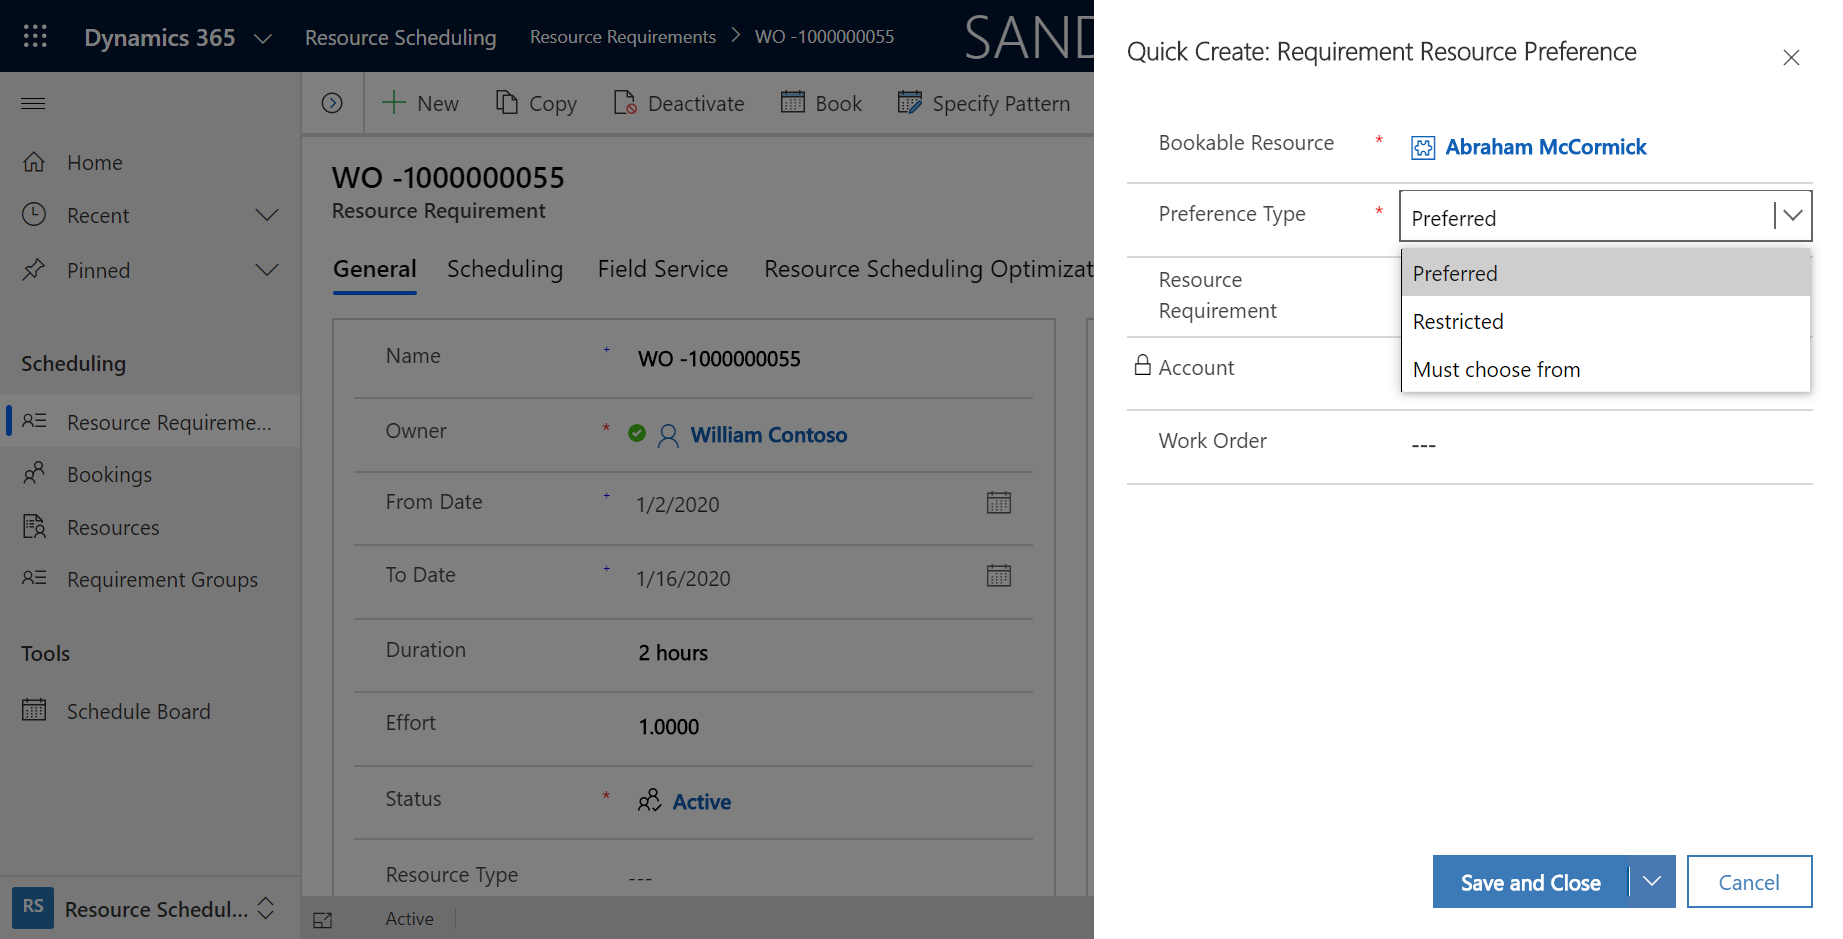 Dynamics 365
Resource Scheduling
Resource Requirements > WO -1000000055
SAND
New
Copy
Deactivate
Book
Specify Pattern
Home
Recent
Pinned
Scheduling
Resource Requireme...
Bookings
Resources
Requirement Groups
Tools
Schedule Board
RS
Resource Schedul...
WO -1000000055
Resource Requirement
General
Scheduling
Field Service
Resource Scheduling Optimizat
Name + WO -1000000055
Owner * William Contoso
From Date + 1/2/2020
To Date + 1/16/2020
Duration 2 hours
Effort 1.0000
Status * Active
Resource Type ---
Active
Quick Create: Requirement Resource Preference
Bookable Resource * Abraham McCormick
Preference Type * Preferred
Preferred
Restricted
Must choose from
Resource
Requirement
Account
Work Order ---
Save and Close
Cancel